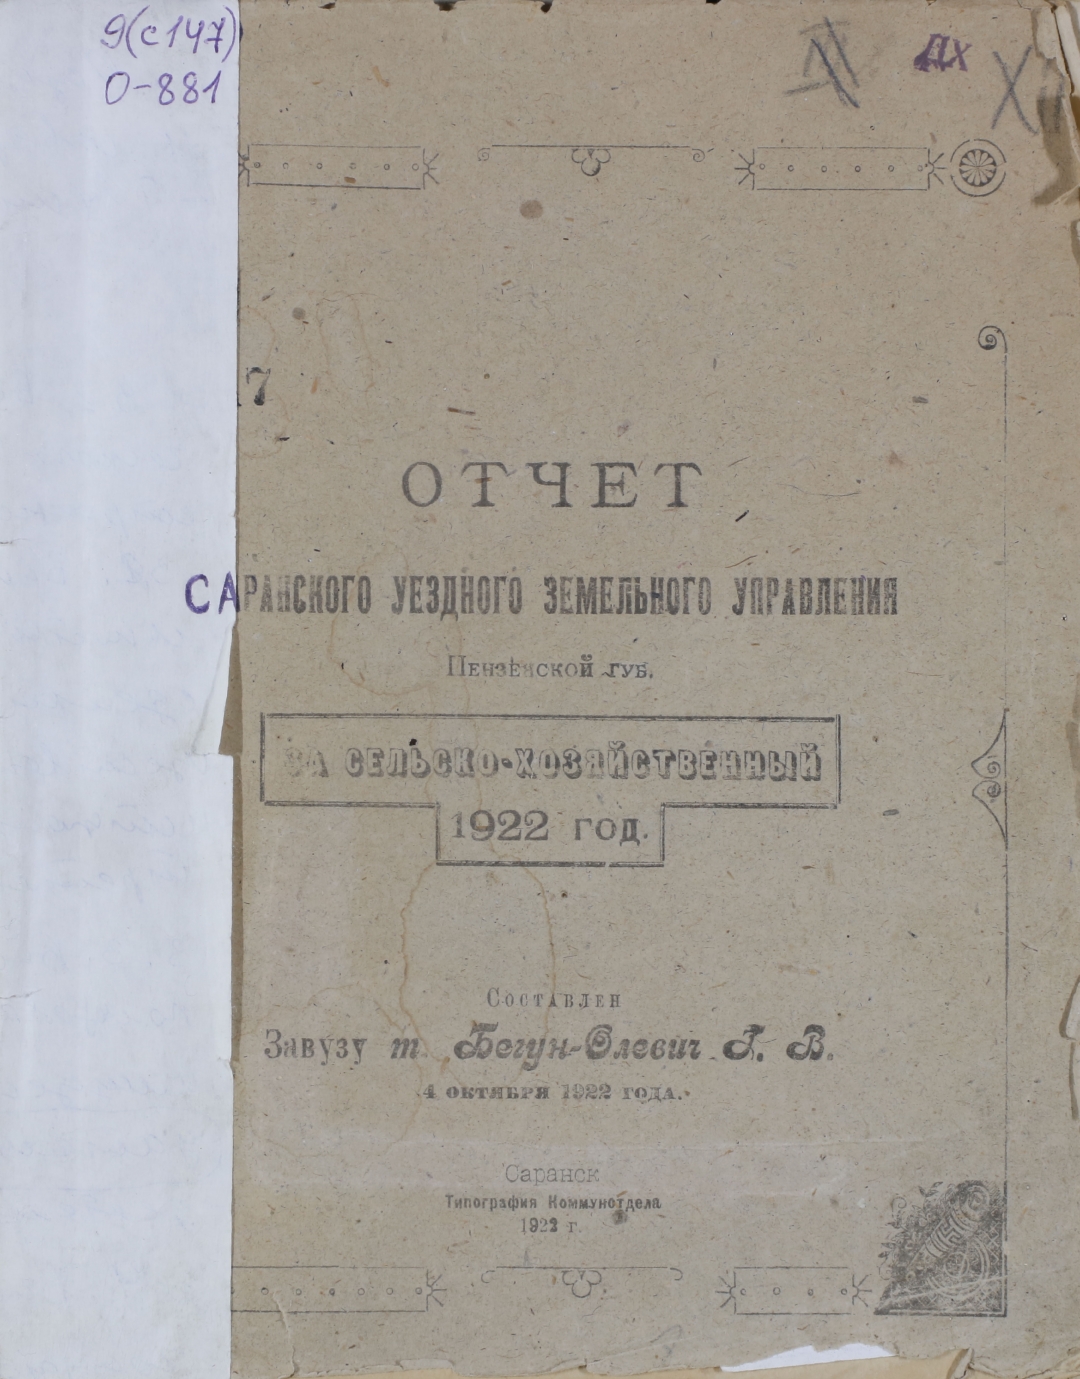 9(с147)
О-881
Дх
7
ОТЧЕТ
САРАНСКОГО УЕЗДНОГО ЗЕМЕЛЬНОГО УПРАВЛЕНИЯ
ПЕНЗЕНСКОЙ ГУБ.
ЗА СЕЛЬСКО-ХОЗЯЙСТВЕННЫЙ
1922 ГОД.
СОСТАВЛЕН
Завузу т. Бегун-Олевич Г. В.
4 ОКТЯБРЯ 1922 ГОДА.
Саранск
Типография Коммунотдела
1922 г.